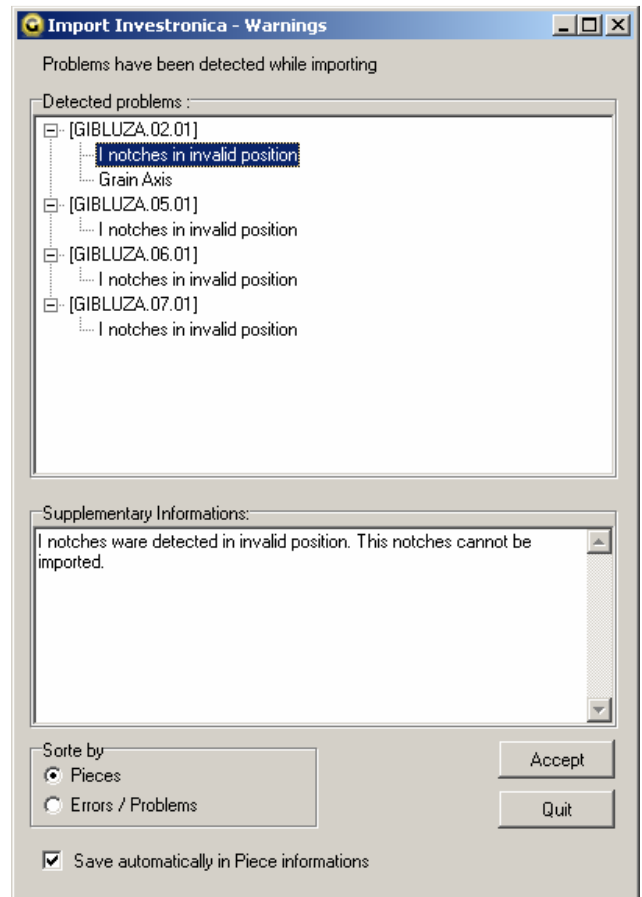 Import Investronica - Warnings
Problems have been detected while importing
Detected problems :
[GIBLUZA.02.01]
I notches in invalid position
Grain Axis
[GIBLUZA.05.01]
I notches in invalid position
[GIBLUZA.06.01]
I notches in invalid position
[GIBLUZA.07.01]
I notches in invalid position
Supplementary Informations:
I notches ware detected in invalid position. This notches cannot be
imported.
Sorte by
Pieces
Errors / Problems
Accept
Quit
Save automatically in Piece informations